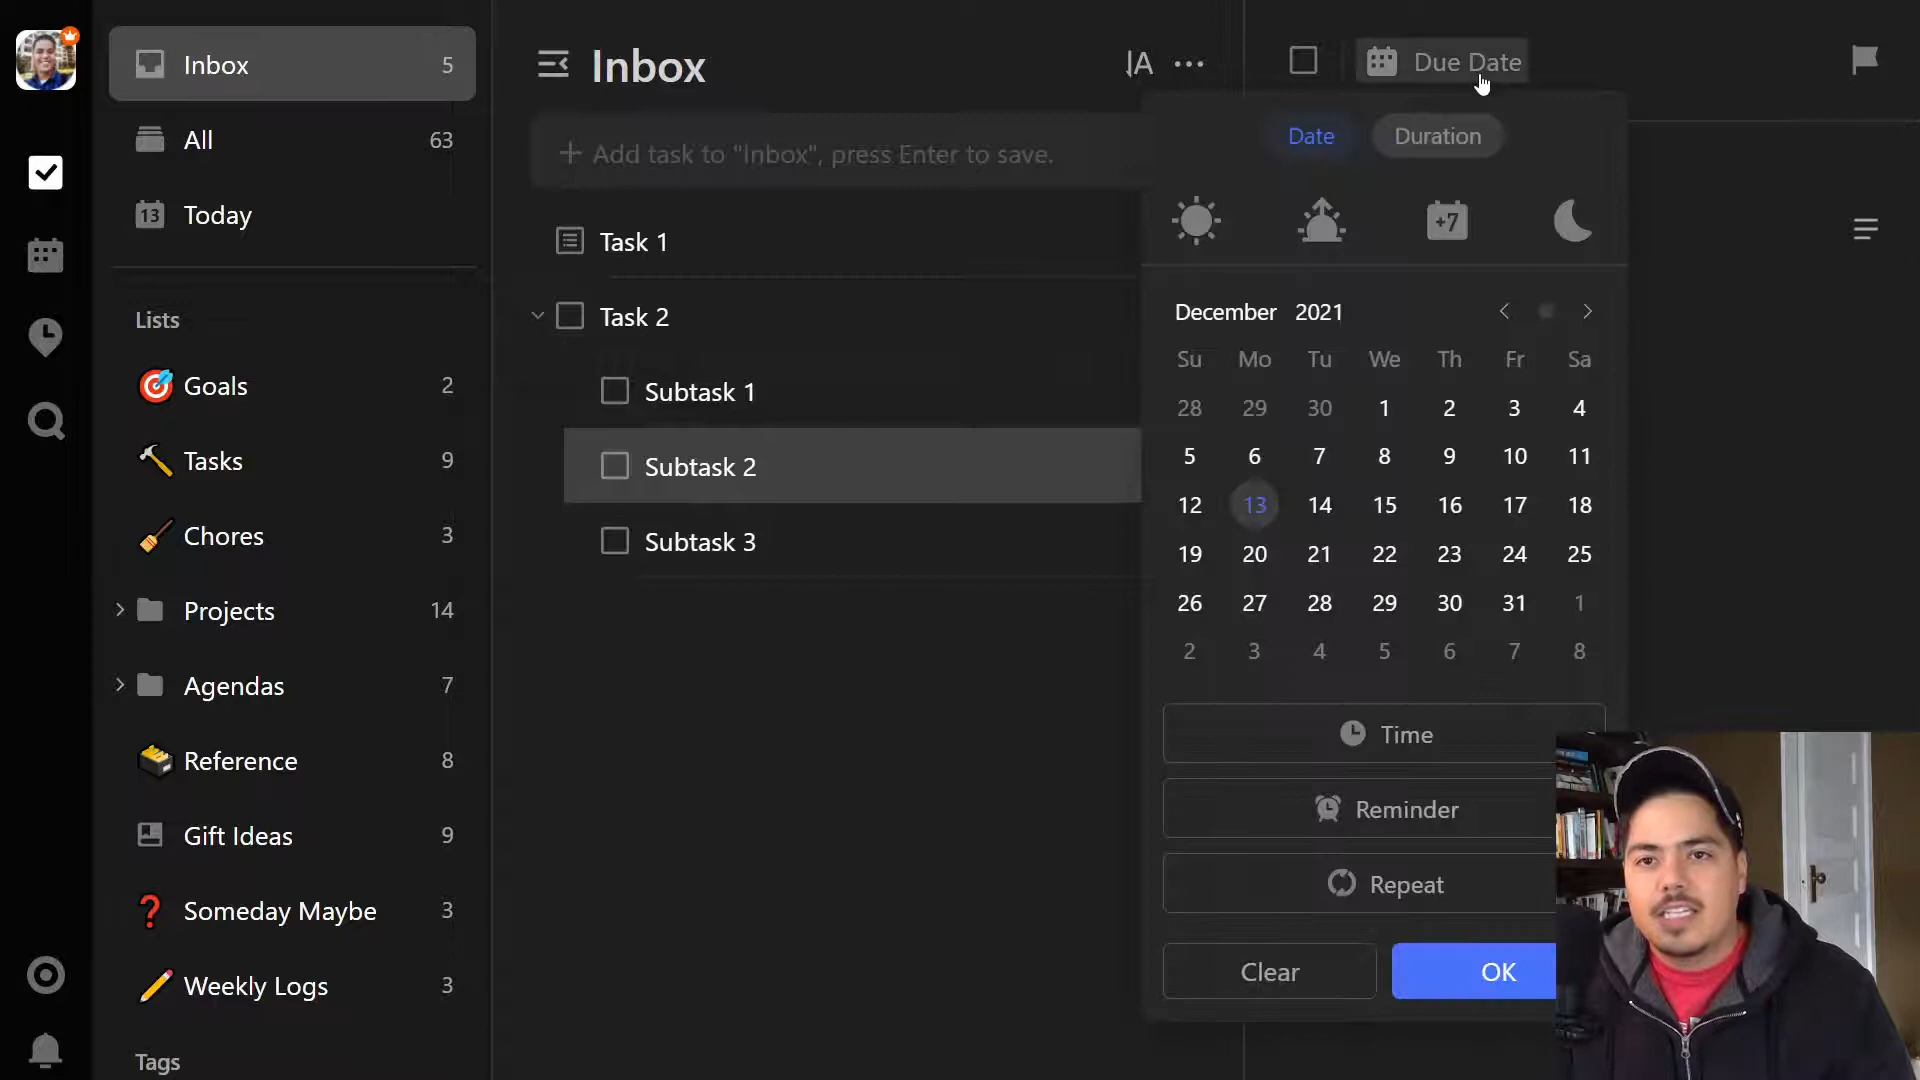 Inbox 5
All 63
13 Today
Lists
Goals 2
Tasks 9
Chores 3
Projects 14
Agendas 7
Reference 8
Gift Ideas 9
Someday Maybe 3
Weekly Logs 3
Tags
Inbox
A
+ Add task to "Inbox", press Enter to save.
Task 1
Task 2
Subtask 1
Subtask 2
Subtask 3
Due Date
Date Duration
+7
December 2021
Su Mo Tu We Th Fr Sa
28 29 30 1 2 3 4
5 6 7 8 9 10 11
12 13 14 15 16 17 18
19 20 21 22 23 24 25
26 27 28 29 30 31 1
2 3 4 5 6 7 8
Time
Reminder
Repeat
Clear OK